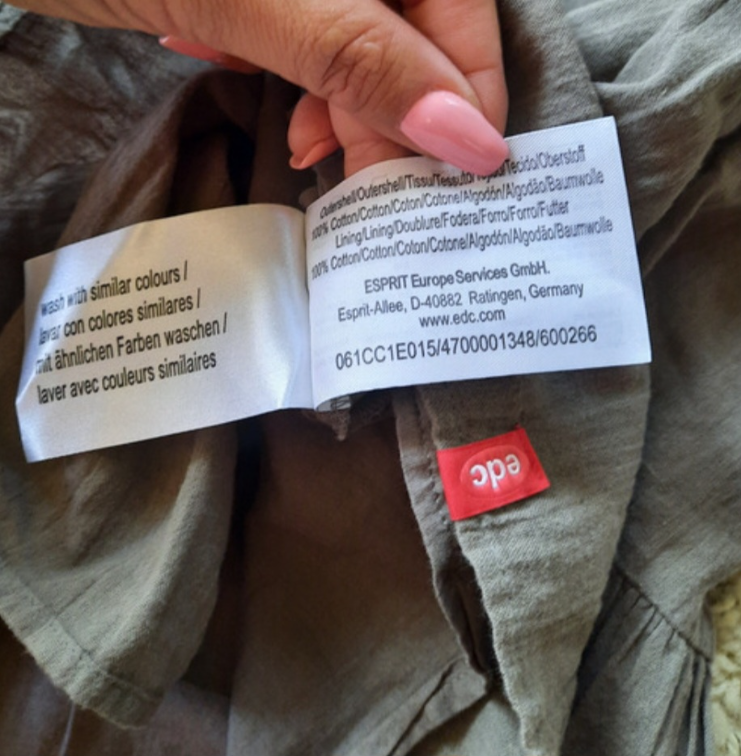 wash with similar colours /
lavar con colores similares /
mit ähnlichen Farben waschen /
laver avec couleurs similaires
Outershell/Outershell/Tissu/Tessuto/Tejido/Tecido/Oberstoff
100% Cotton/Cotton/Coton/Cotone/Algodón/Algodão/Baumwolle
Lining/Lining/Doublure/Fodera/Forro/Forro/Futter
100% Cotton/Cotton/Coton/Cotone/Algodón/Algodão/Baumwolle
ESPRIT Europe Services GmbH.
Esprit-Allee, D-40882 Ratingen, Germany
www.edc.com
061CC1E015/4700001348/600266
edc